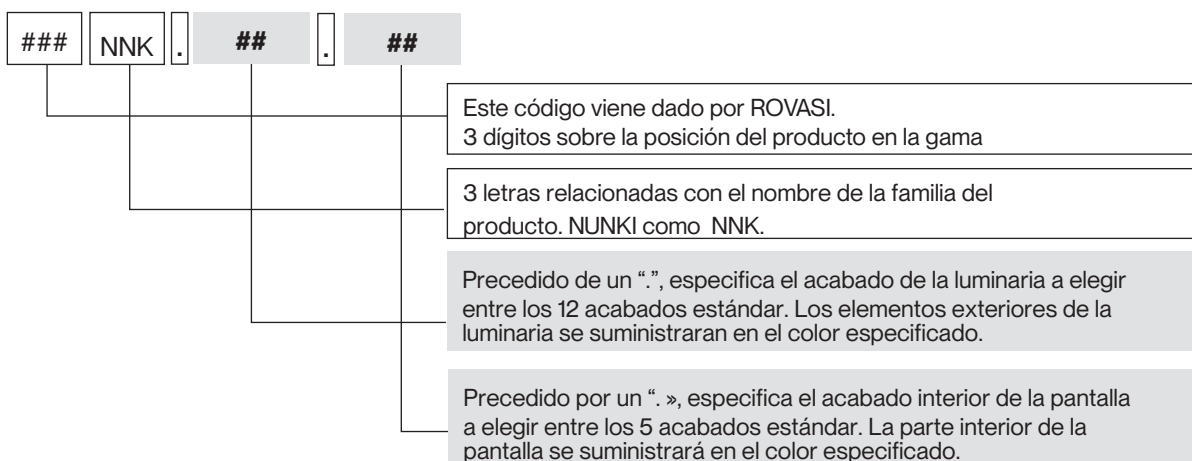 ### NNK . ## . ##
Este código viene dado por ROVASI.
3 dígitos sobre la posición del producto en la gama
3 letras relacionadas con el nombre de la familia del
producto. NUNKI como NNK.
Precedido de un “.”, especifica el acabado de la luminaria a elegir
entre los 12 acabados estándar. Los elementos exteriores de la
luminaria se suministraran en el color especificado.
Precedido por un “. », especifica el acabado interior de la pantalla
a elegir entre los 5 acabados estándar. La parte interior de la
pantalla se suministrará en el color especificado.